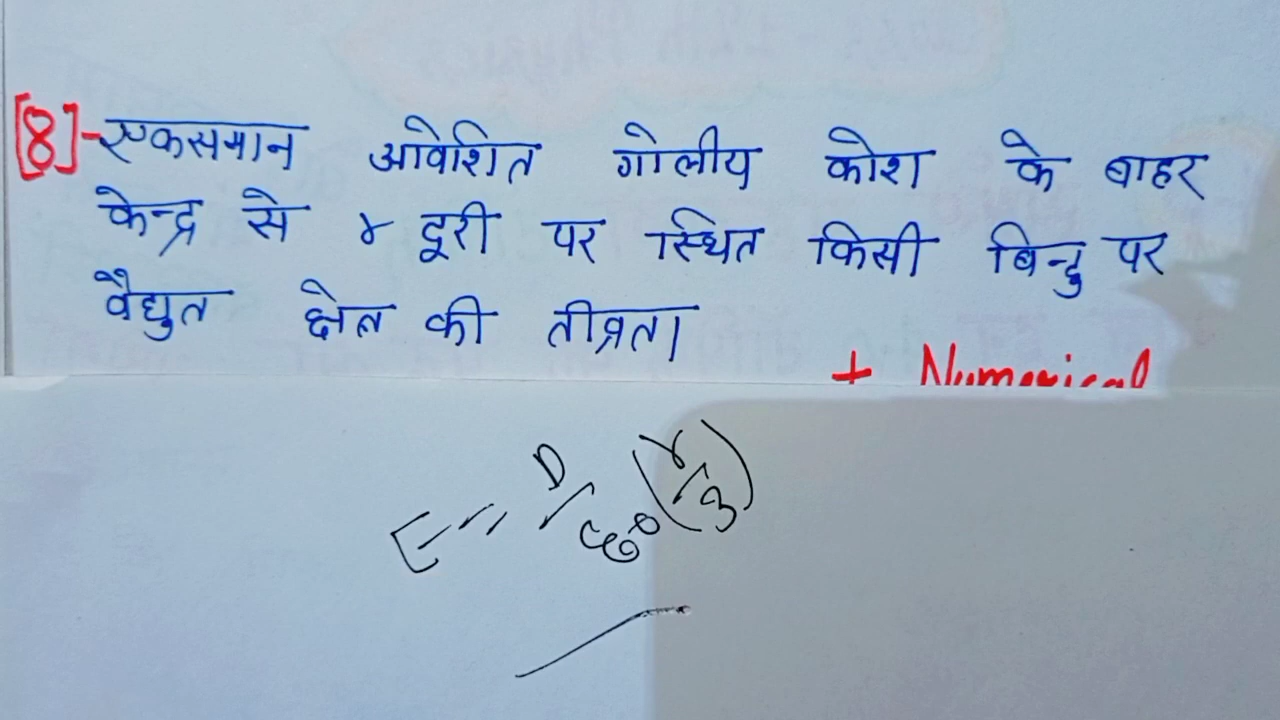 [8]-एकसमान आवेशित गोलीय कोश के बाहर
केन्द्र से r दूरी पर स्थित किसी बिन्दु पर
वैद्युत क्षेत्र की तीव्रता।
+ Numerical
E = D/ε₀ (r/3)